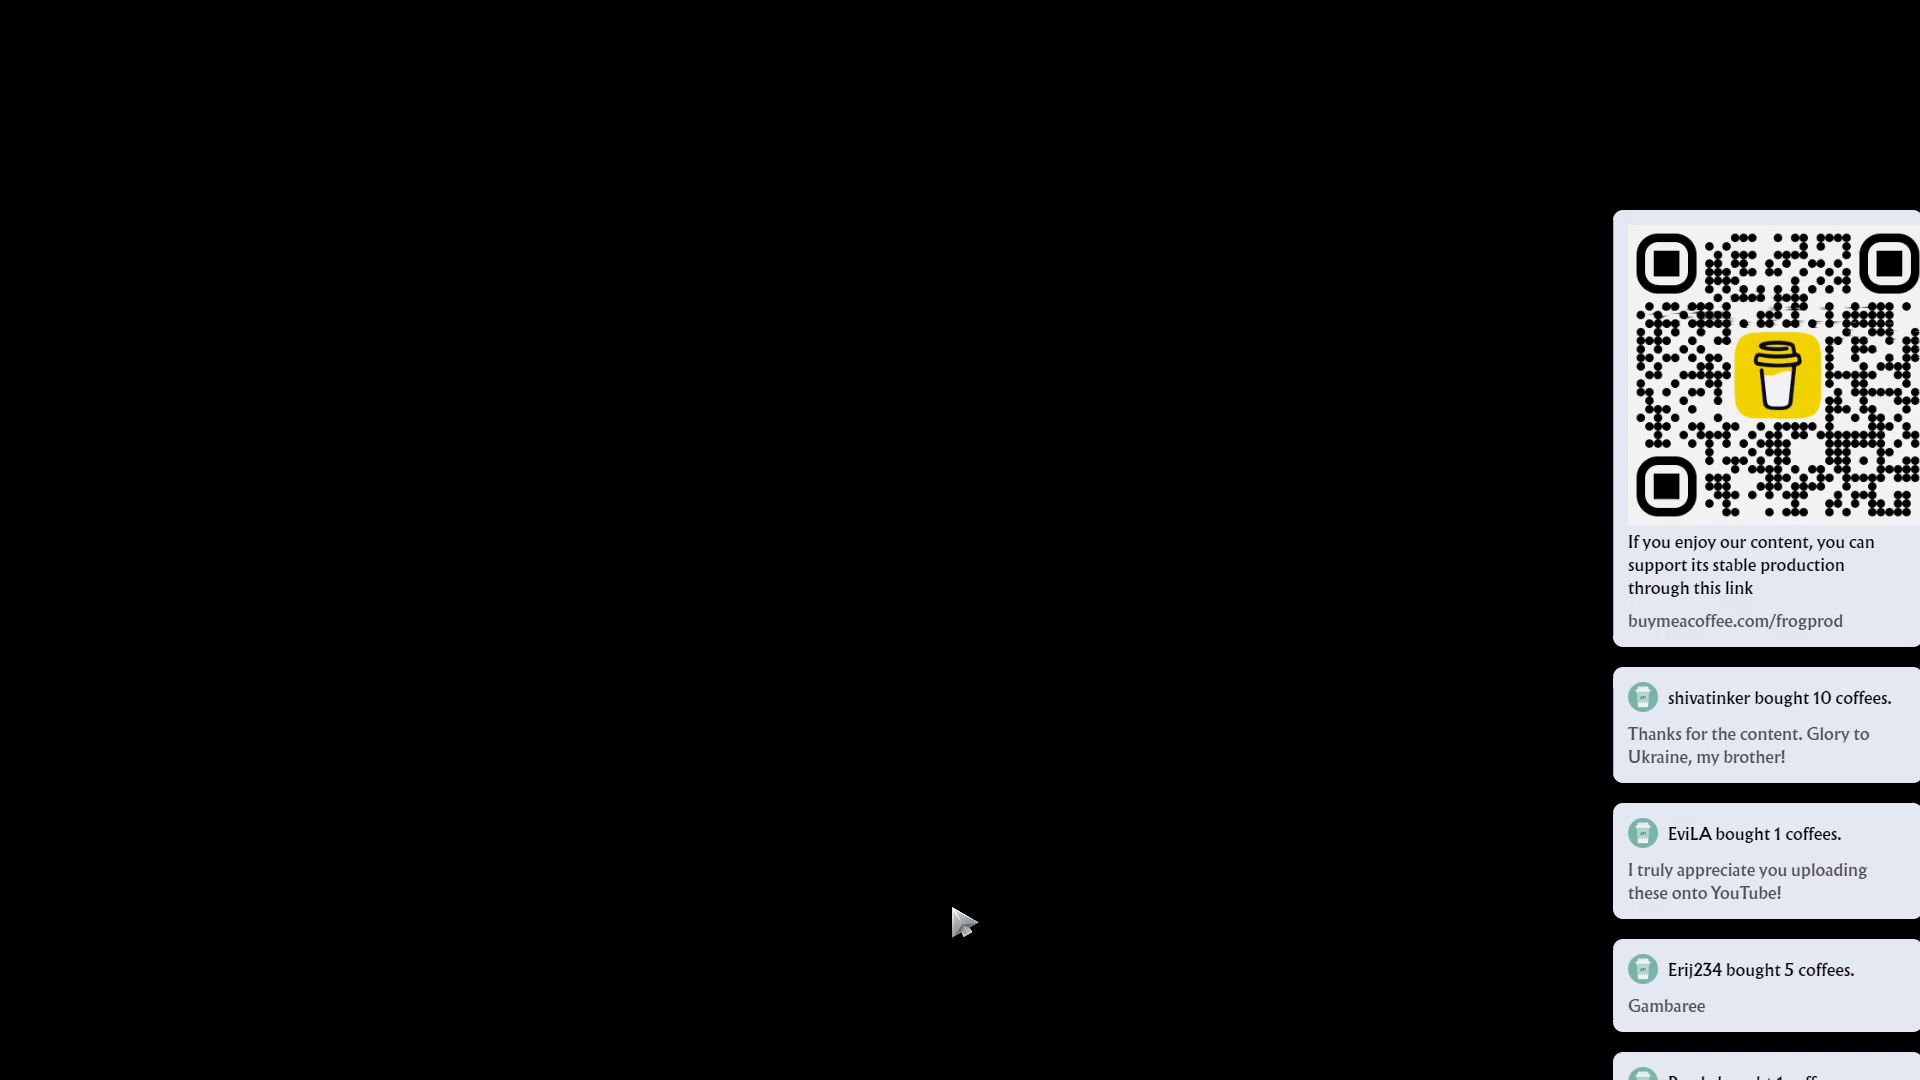 If you enjoy our content, you can
support its stable production
through this link
buymeacoffee.com/frogprod
shivatinker bought 10 coffees.
Thanks for the content. Glory to
Ukraine, my brother!
EviLA bought 1 coffees.
I truly appreciate you uploading
these onto YouTube!
Erij234 bought 5 coffees.
Gambaree